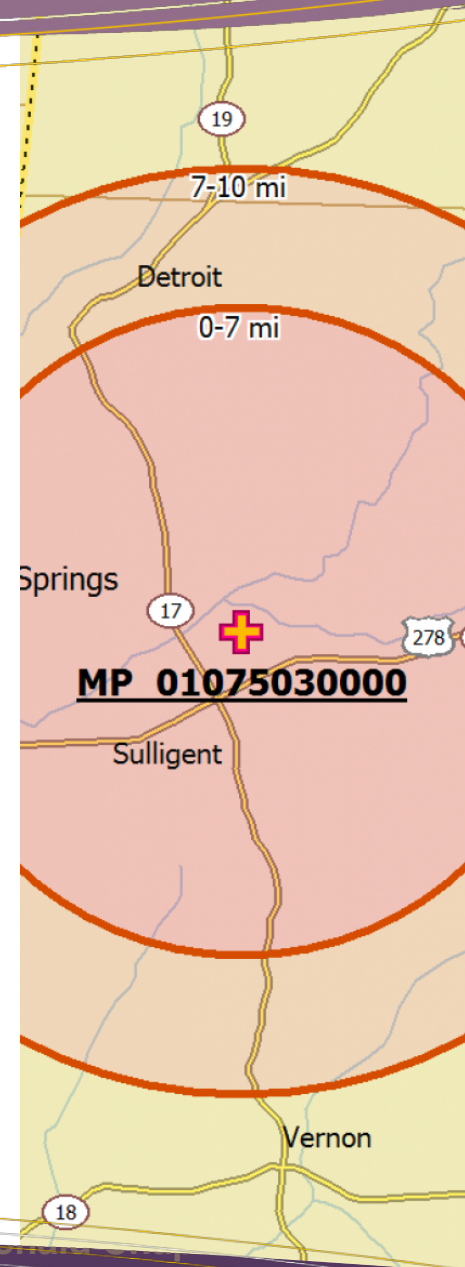 19
7-10 mi
Detroit
0-7 mi
Springs
17
278
MP 01075030000
Sulligent
Vernon
18